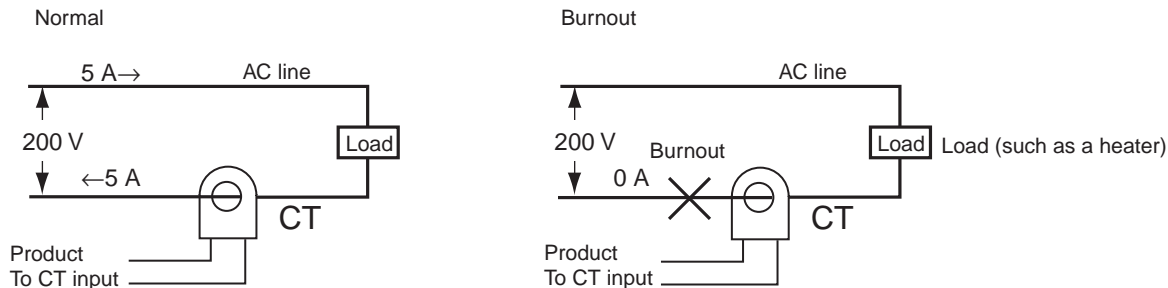 Normal
5 A→
AC line
200 V
Load
←5 A
CT
Product
To CT input
Burnout
AC line
200 V
Burnout
Load
Load (such as a heater)
0 A
CT
Product
To CT input